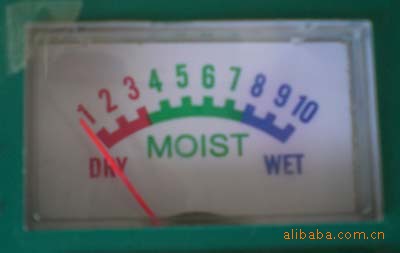 1 2 3 4 5 6 7 8 9 10
MOIST
DRY WET
alibaba.com.cn